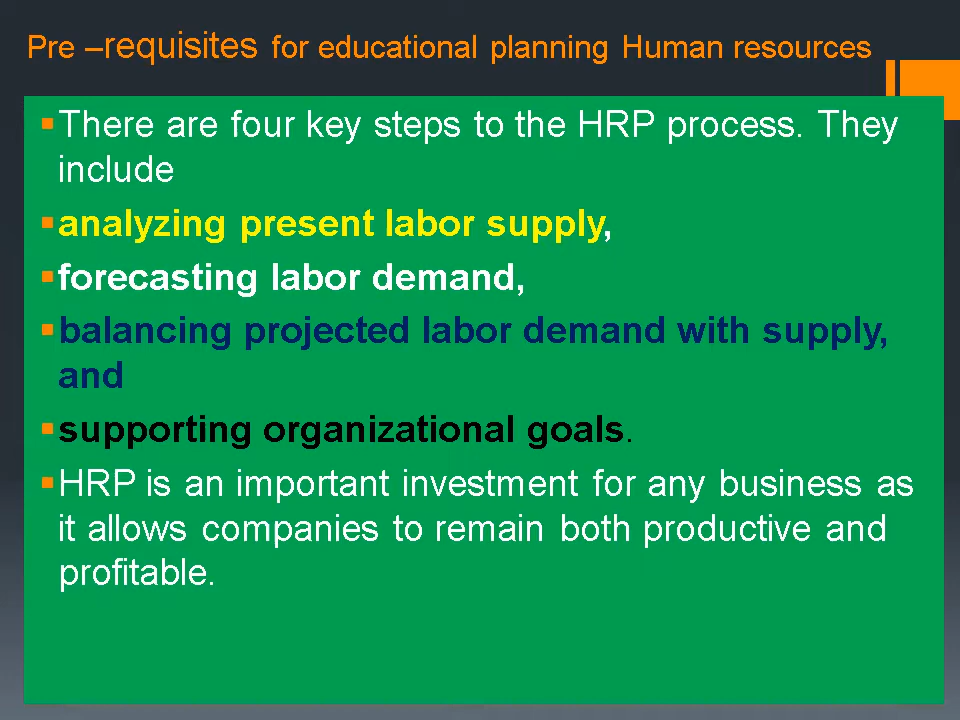 Pre –requisites for educational planning Human resources
▪There are four key steps to the HRP process. They
include
▪analyzing present labor supply,
▪forecasting labor demand,
▪balancing projected labor demand with supply,
and
▪supporting organizational goals.
▪HRP is an important investment for any business as
it allows companies to remain both productive and
profitable.